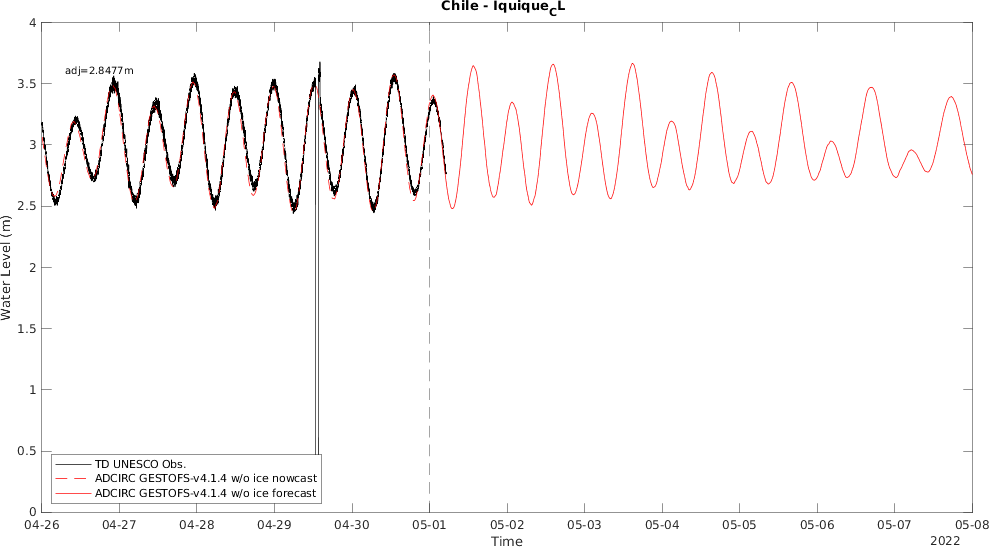 Chile - Iquique_CL
4
adj=2.8477m
3.5
3
2.5
2
1.5
1
0.5
0
Water Level (m)
TD UNESCO Obs.
ADCIRC GESTOFS-v4.1.4 w/o ice nowcast
ADCIRC GESTOFS-v4.1.4 w/o ice forecast
04-26 04-27 04-28 04-29 04-30 05-01 05-02 05-03 05-04 05-05 05-06 05-07 05-08
Time
2022